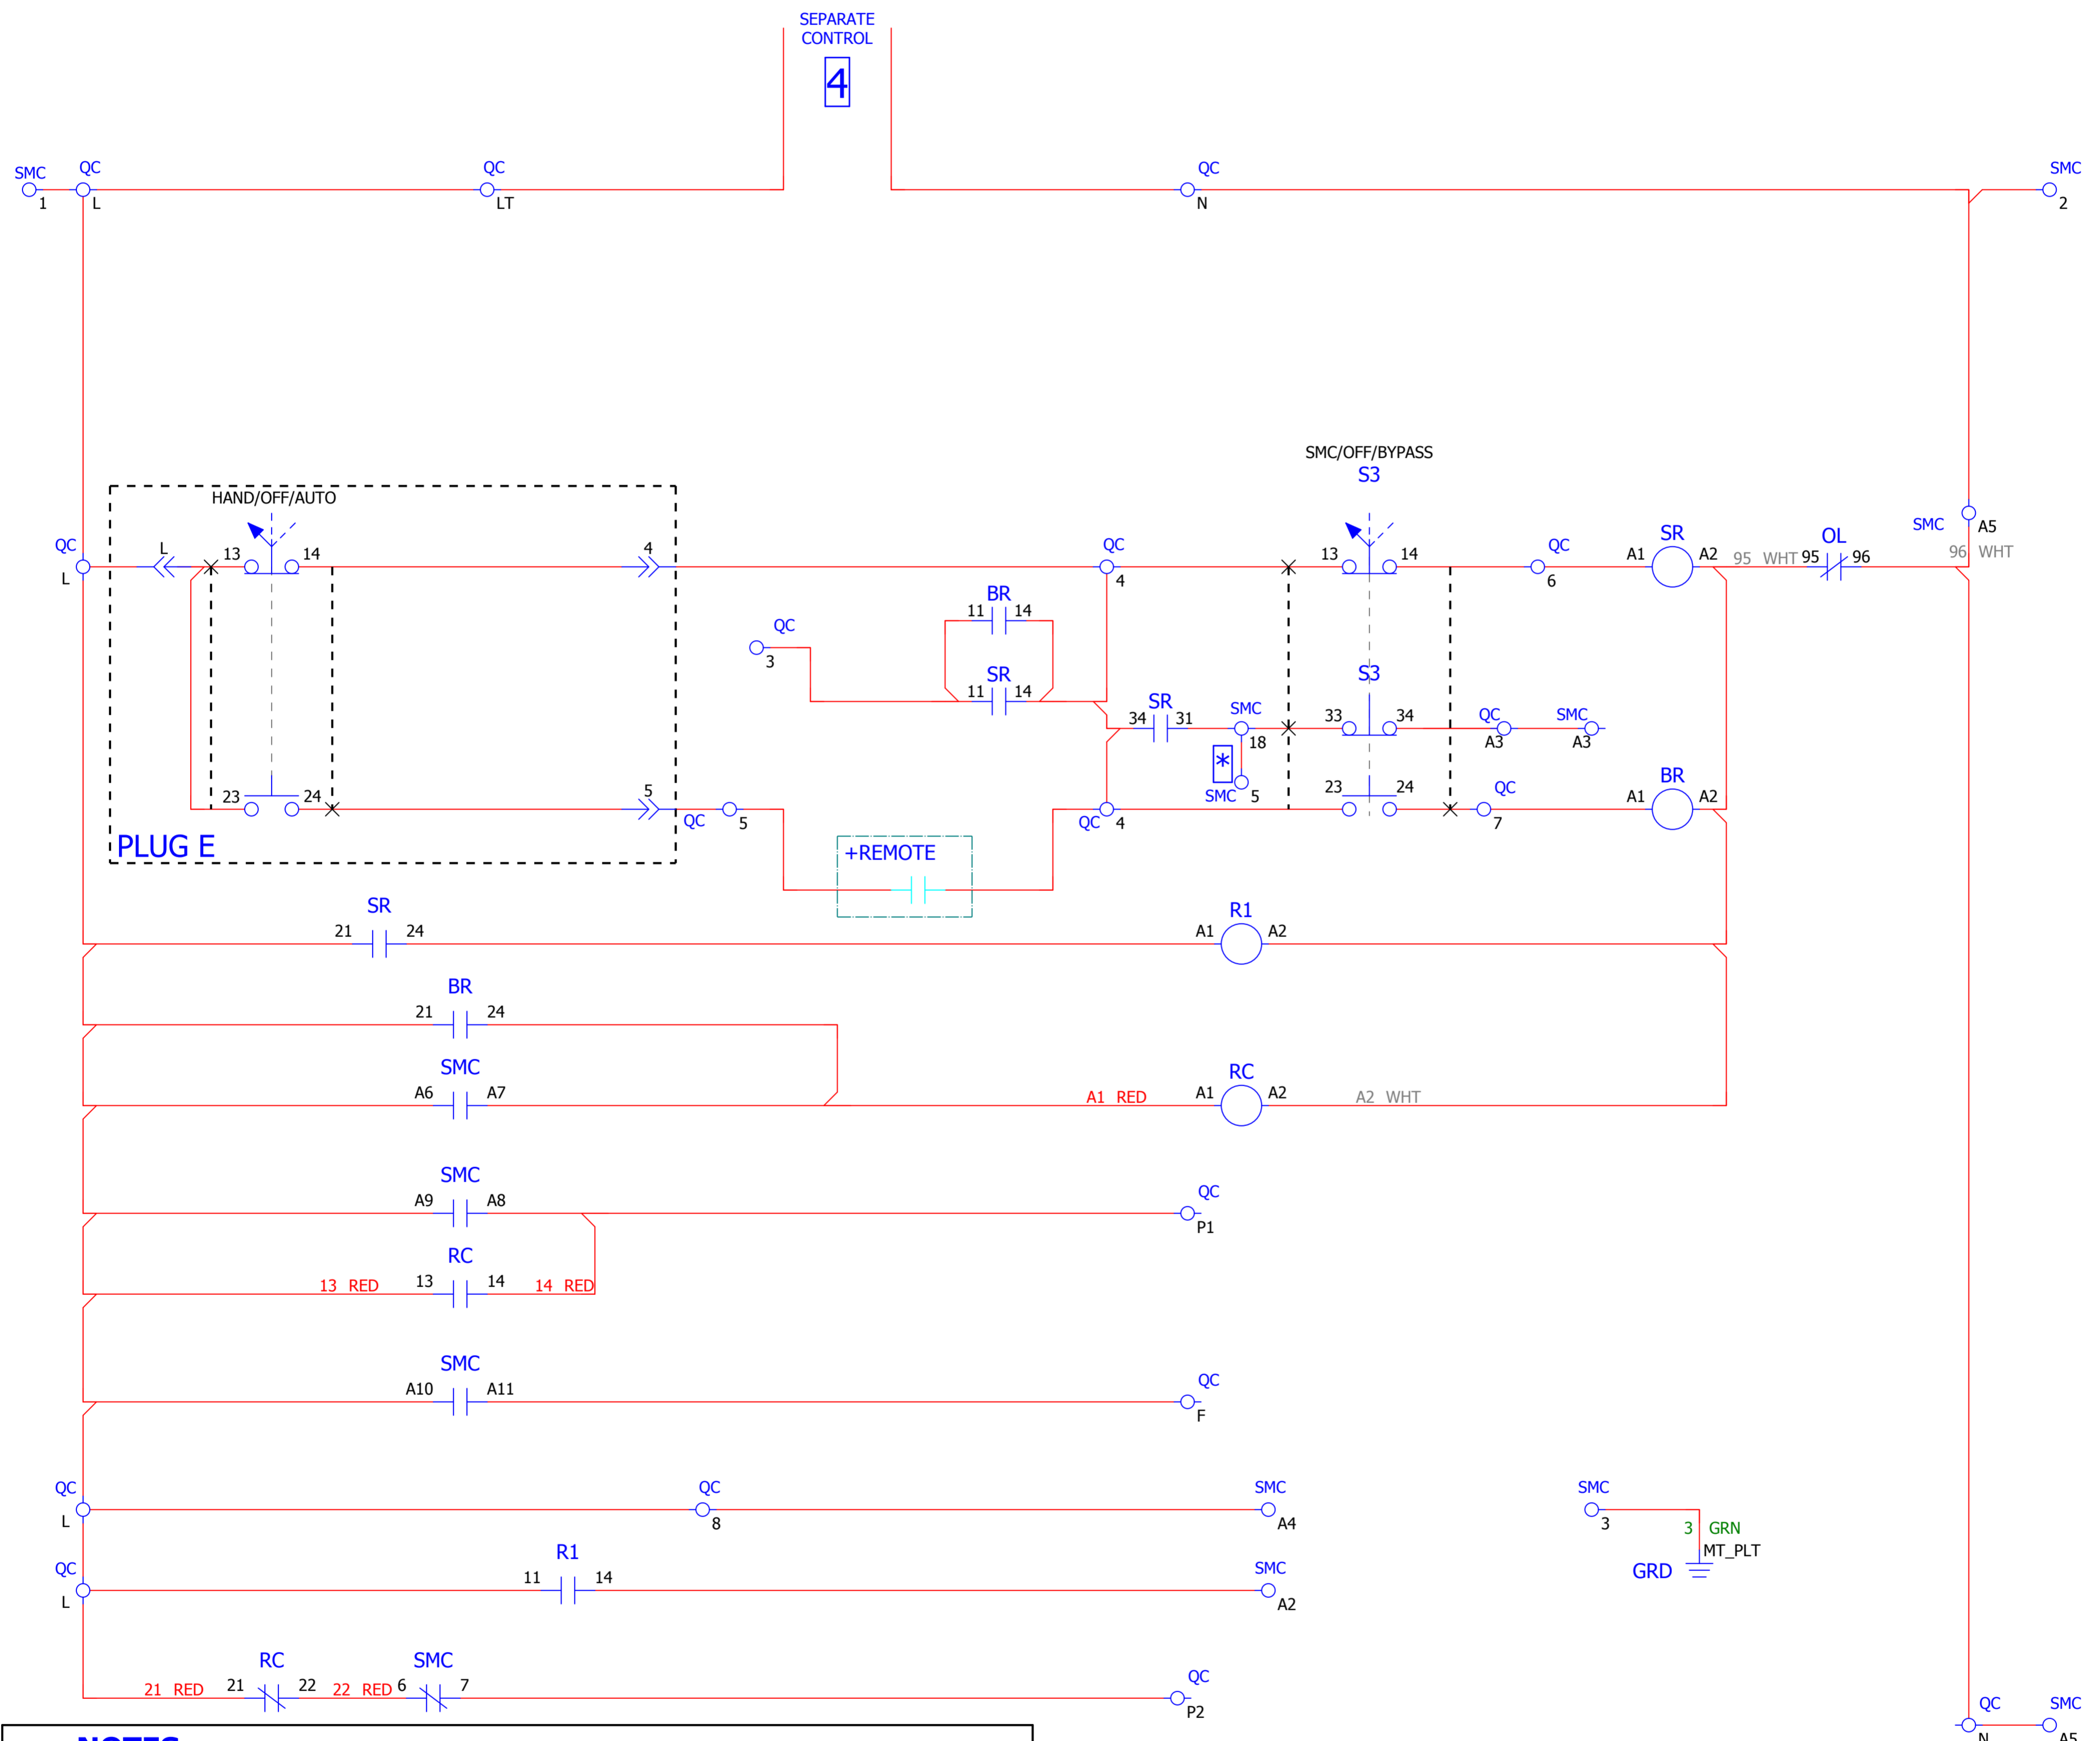 SEPARATE
CONTROL
4
SMC QC QC QC SMC
1 L LT N 2
SMC/OFF/BYPASS
S3
HAND/OFF/AUTO
SMC A5
QC L 13 14 4 QC 13 14 QC SR OL 96 WHT
L 4 6 A1 A2 95 WHT 95 96
BR
11 14
QC
3
SR S3
11 14 SR SMC 33 34 QC SMC
34 31 18 A3 A3
* BR
23 24 5 SMC 5 23 24 QC A1 A2
QC 5 QC 4 7
PLUG E
+REMOTE
SR R1
21 24 A1 A2
BR
21 24
SMC RC
A6 A7 A1 RED A1 A2 A2 WHT
SMC QC
A9 A8 P1
RC
13 RED 13 14 14 RED
SMC QC
A10 A11 F
QC QC SMC SMC
L 8 A4 3
3 GRN
MT_PLT
GRD
QC R1 SMC
L 11 14 A2
RC SMC QC
21 RED 21 22 22 RED 6 7 P2
QC SMC
N A5
NOTES